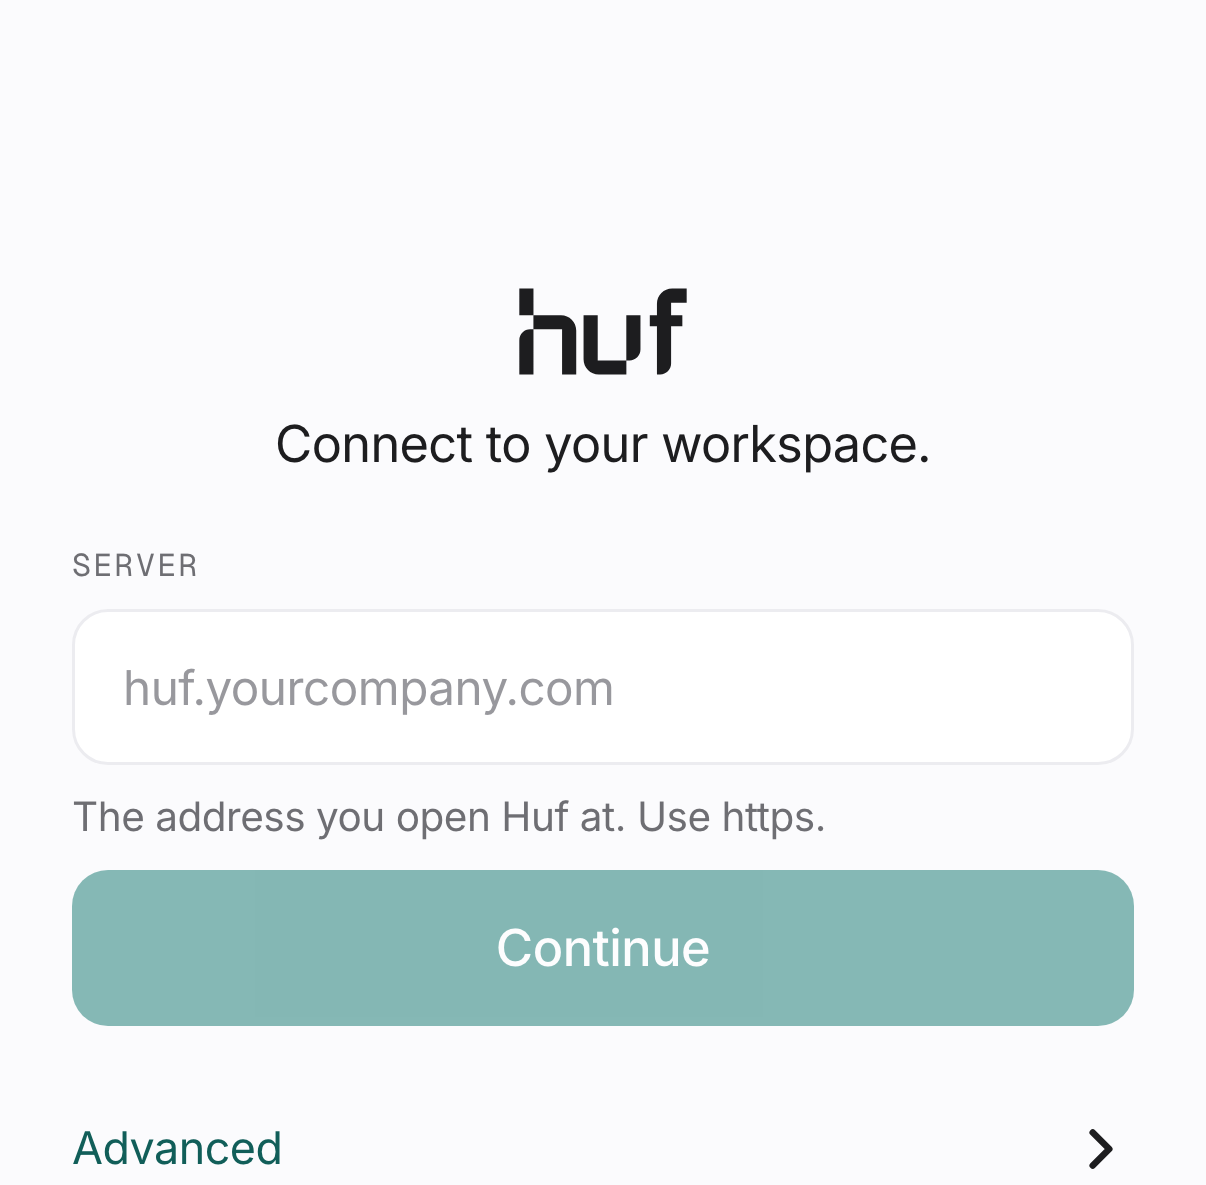 huf
Connect to your workspace.
SERVER
huf.yourcompany.com
The address you open Huf at. Use https.
Continue
Advanced